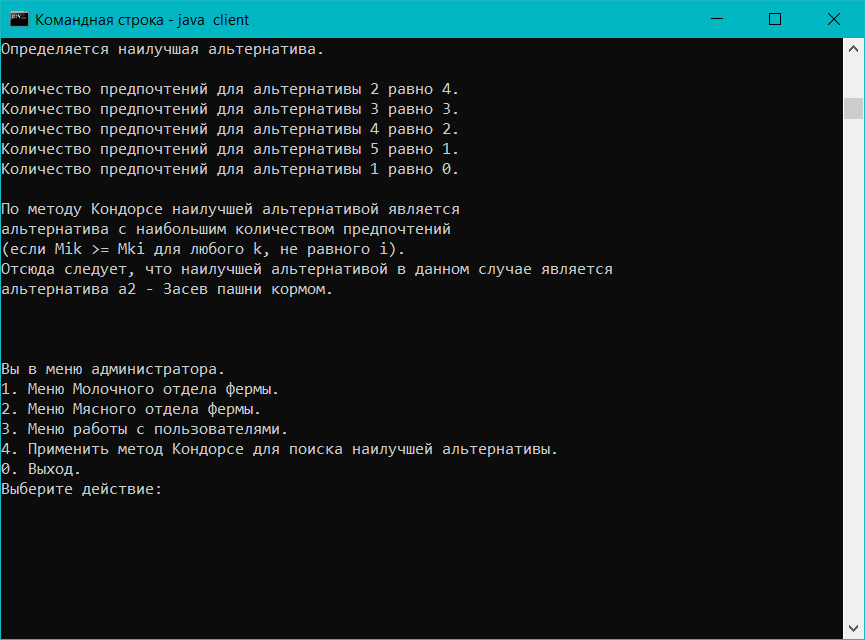 Командная строка - java  client
Определяется наилучшая альтернатива.
Количество предпочтений для альтернативы 2 равно 4.
Количество предпочтений для альтернативы 3 равно 3.
Количество предпочтений для альтернативы 4 равно 2.
Количество предпочтений для альтернативы 5 равно 1.
Количество предпочтений для альтернативы 1 равно 0.
По методу Кондорсе наилучшей альтернативой является
альтернатива с наибольшим количеством предпочтений
(если Mik >= Mki для любого k, не равного i).
Отсюда следует, что наилучшей альтернативой в данном случае является
альтернатива a2 - Засев пашни кормом.
Вы в меню администратора.
1. Меню Молочного отдела фермы.
2. Меню Мясного отдела фермы.
3. Меню работы с пользователями.
4. Применить метод Кондорсе для поиска наилучшей альтернативы.
0. Выход.
Выберите действие: